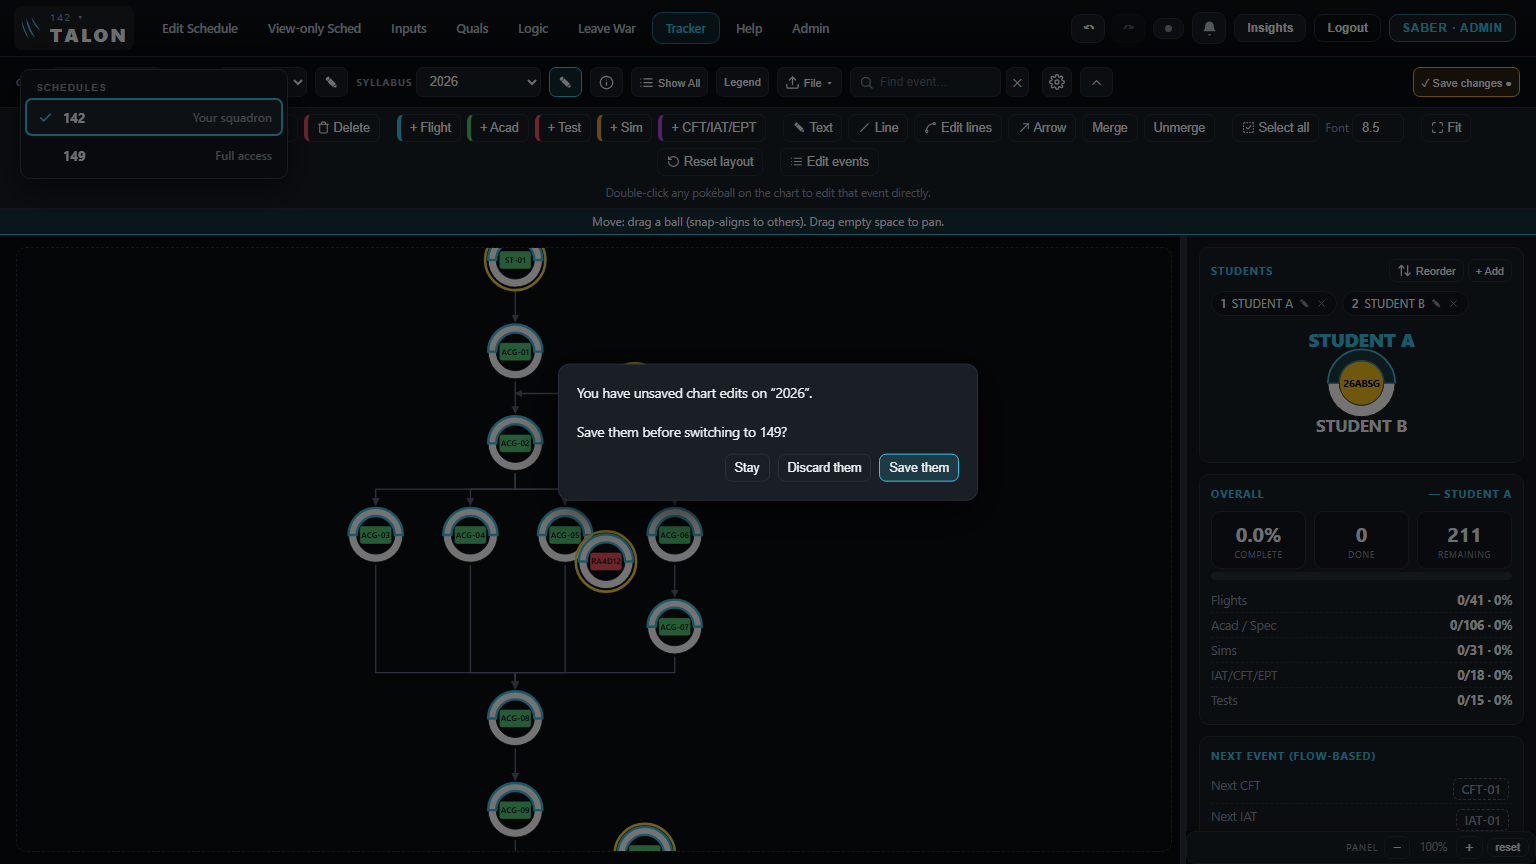 142
TALON
Edit Schedule
View-only Sched
Inputs
Quals
Logic
Leave War
Tracker
Help
Admin
Insights
Logout
SABER · ADMIN
SCHEDULES
142 Your squadron
149 Full access
SYLLABUS
2026
Show All
Legend
File
Find event...
✓ Save changes •
Delete
+ Flight
+ Acad
+ Test
+ Sim
+ CFT/IAT/EPT
Text
Line
Edit lines
Arrow
Merge
Unmerge
Select all
Font 8.5
Fit
Reset layout
Edit events
Double-click any pokéball on the chart to edit that event directly.
Move: drag a ball (snap-aligns to others). Drag empty space to pan.
ST-01
ACG-01
ACG-02
ACG-03
ACG-04
ACG-05
ACG-06
RA4D12
ACG-07
ACG-08
ACG-09
You have unsaved chart edits on “2026”.
Save them before switching to 149?
Stay
Discard them
Save them
STUDENTS
Reorder
+ Add
1 STUDENT A
2 STUDENT B
STUDENT A
26ABSG
STUDENT B
OVERALL
— STUDENT A
0.0%
COMPLETE
0
DONE
211
REMAINING
Flights 0/41 · 0%
Acad / Spec 0/106 · 0%
Sims 0/31 · 0%
IAT/CFT/EPT 0/18 · 0%
Tests 0/15 · 0%
NEXT EVENT (FLOW-BASED)
Next CFT CFT-01
Next IAT IAT-01
PANEL − 100% + reset